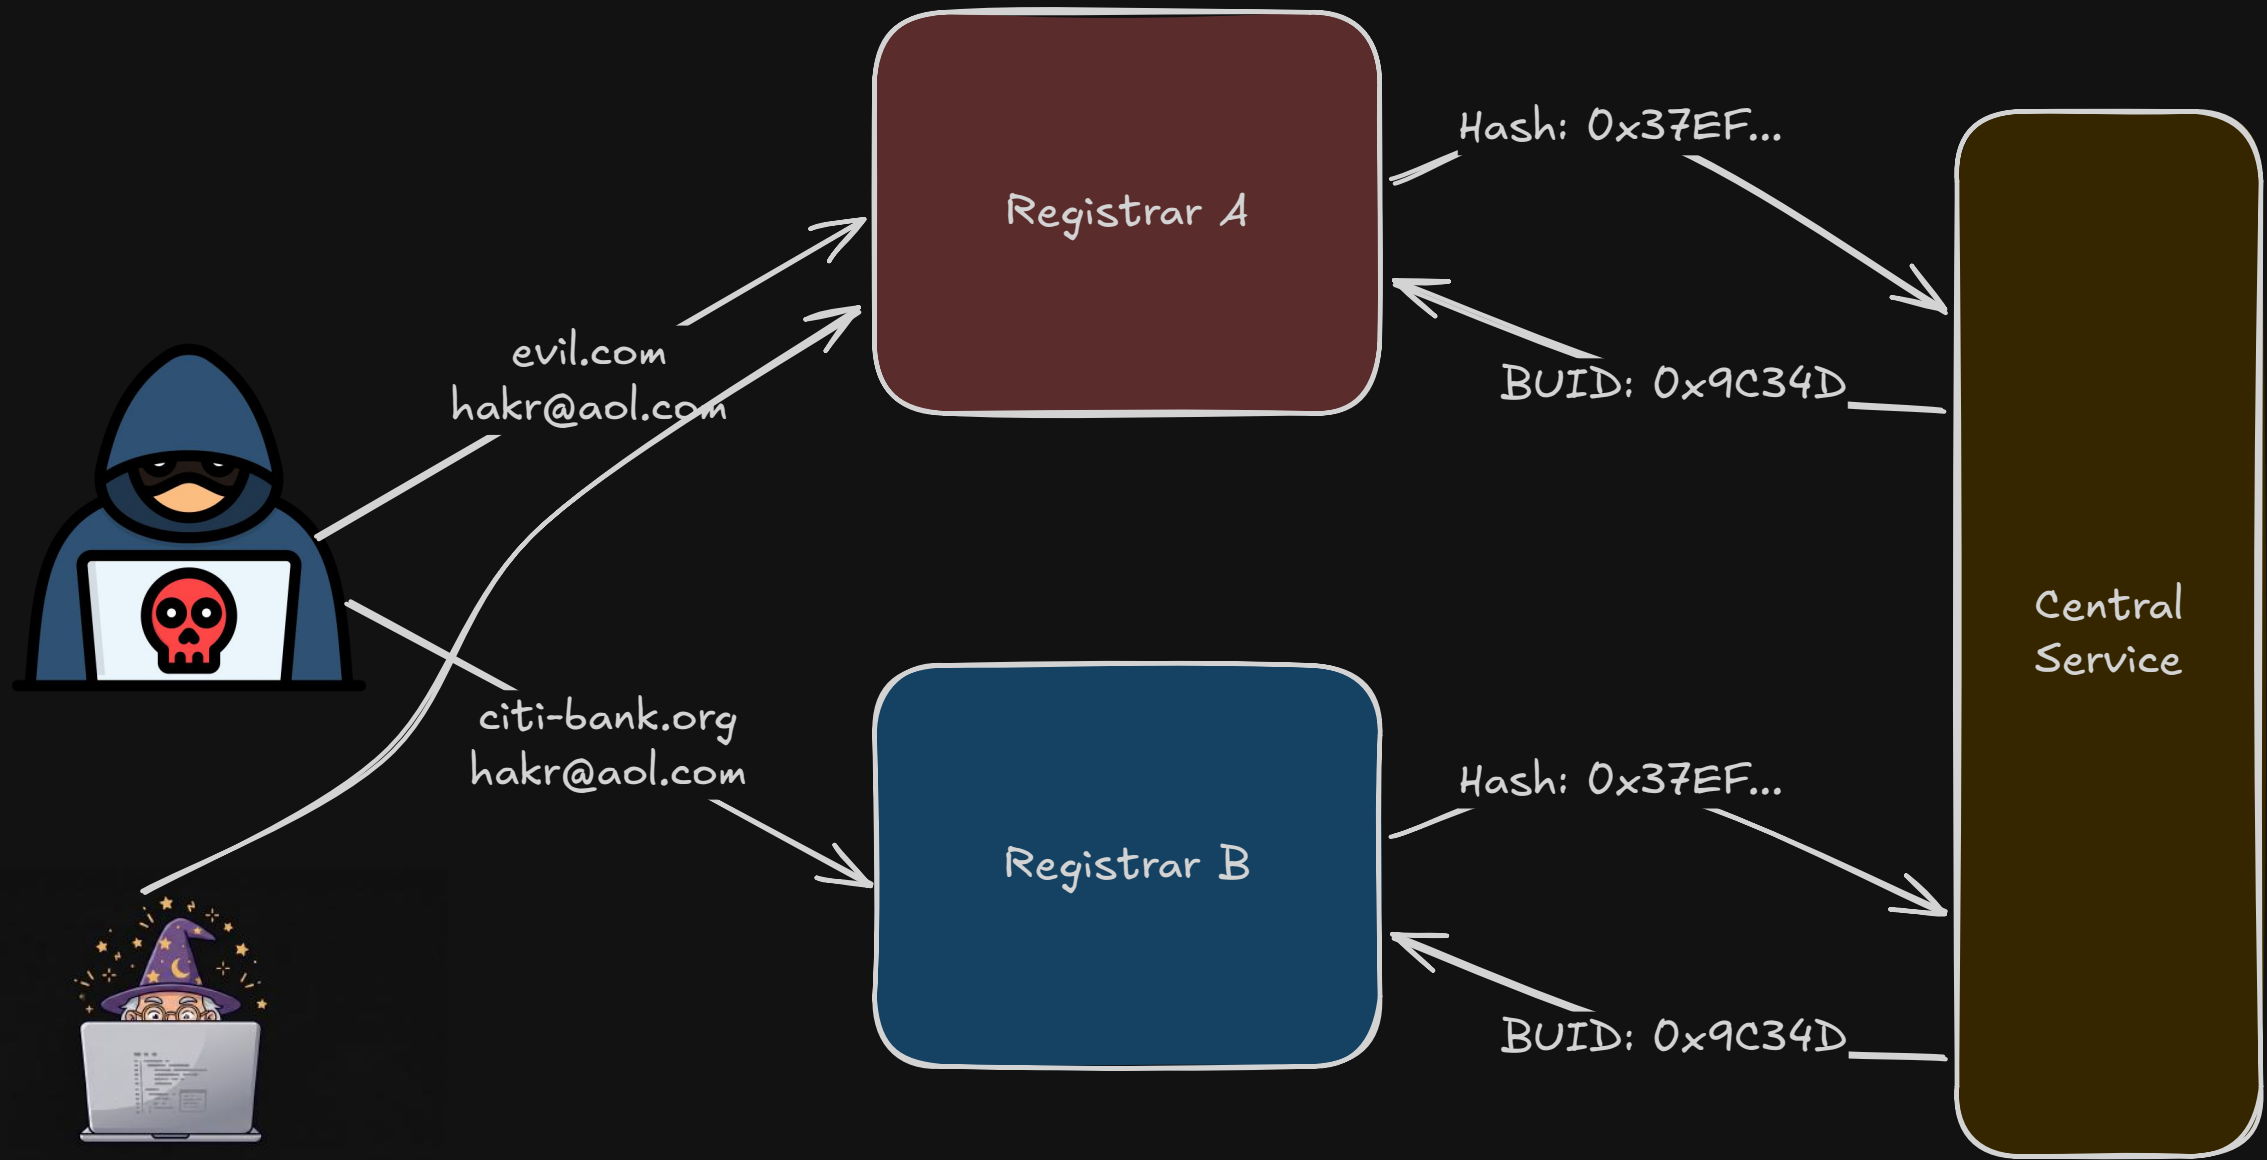 Hash: 0x37EF...
Registrar A
evil.com
hakr@aol.com
BUID: 0x9C34D
Central
Service
citi-bank.org
hakr@aol.com
Hash: 0x37EF...
Registrar B
BUID: 0x9C34D